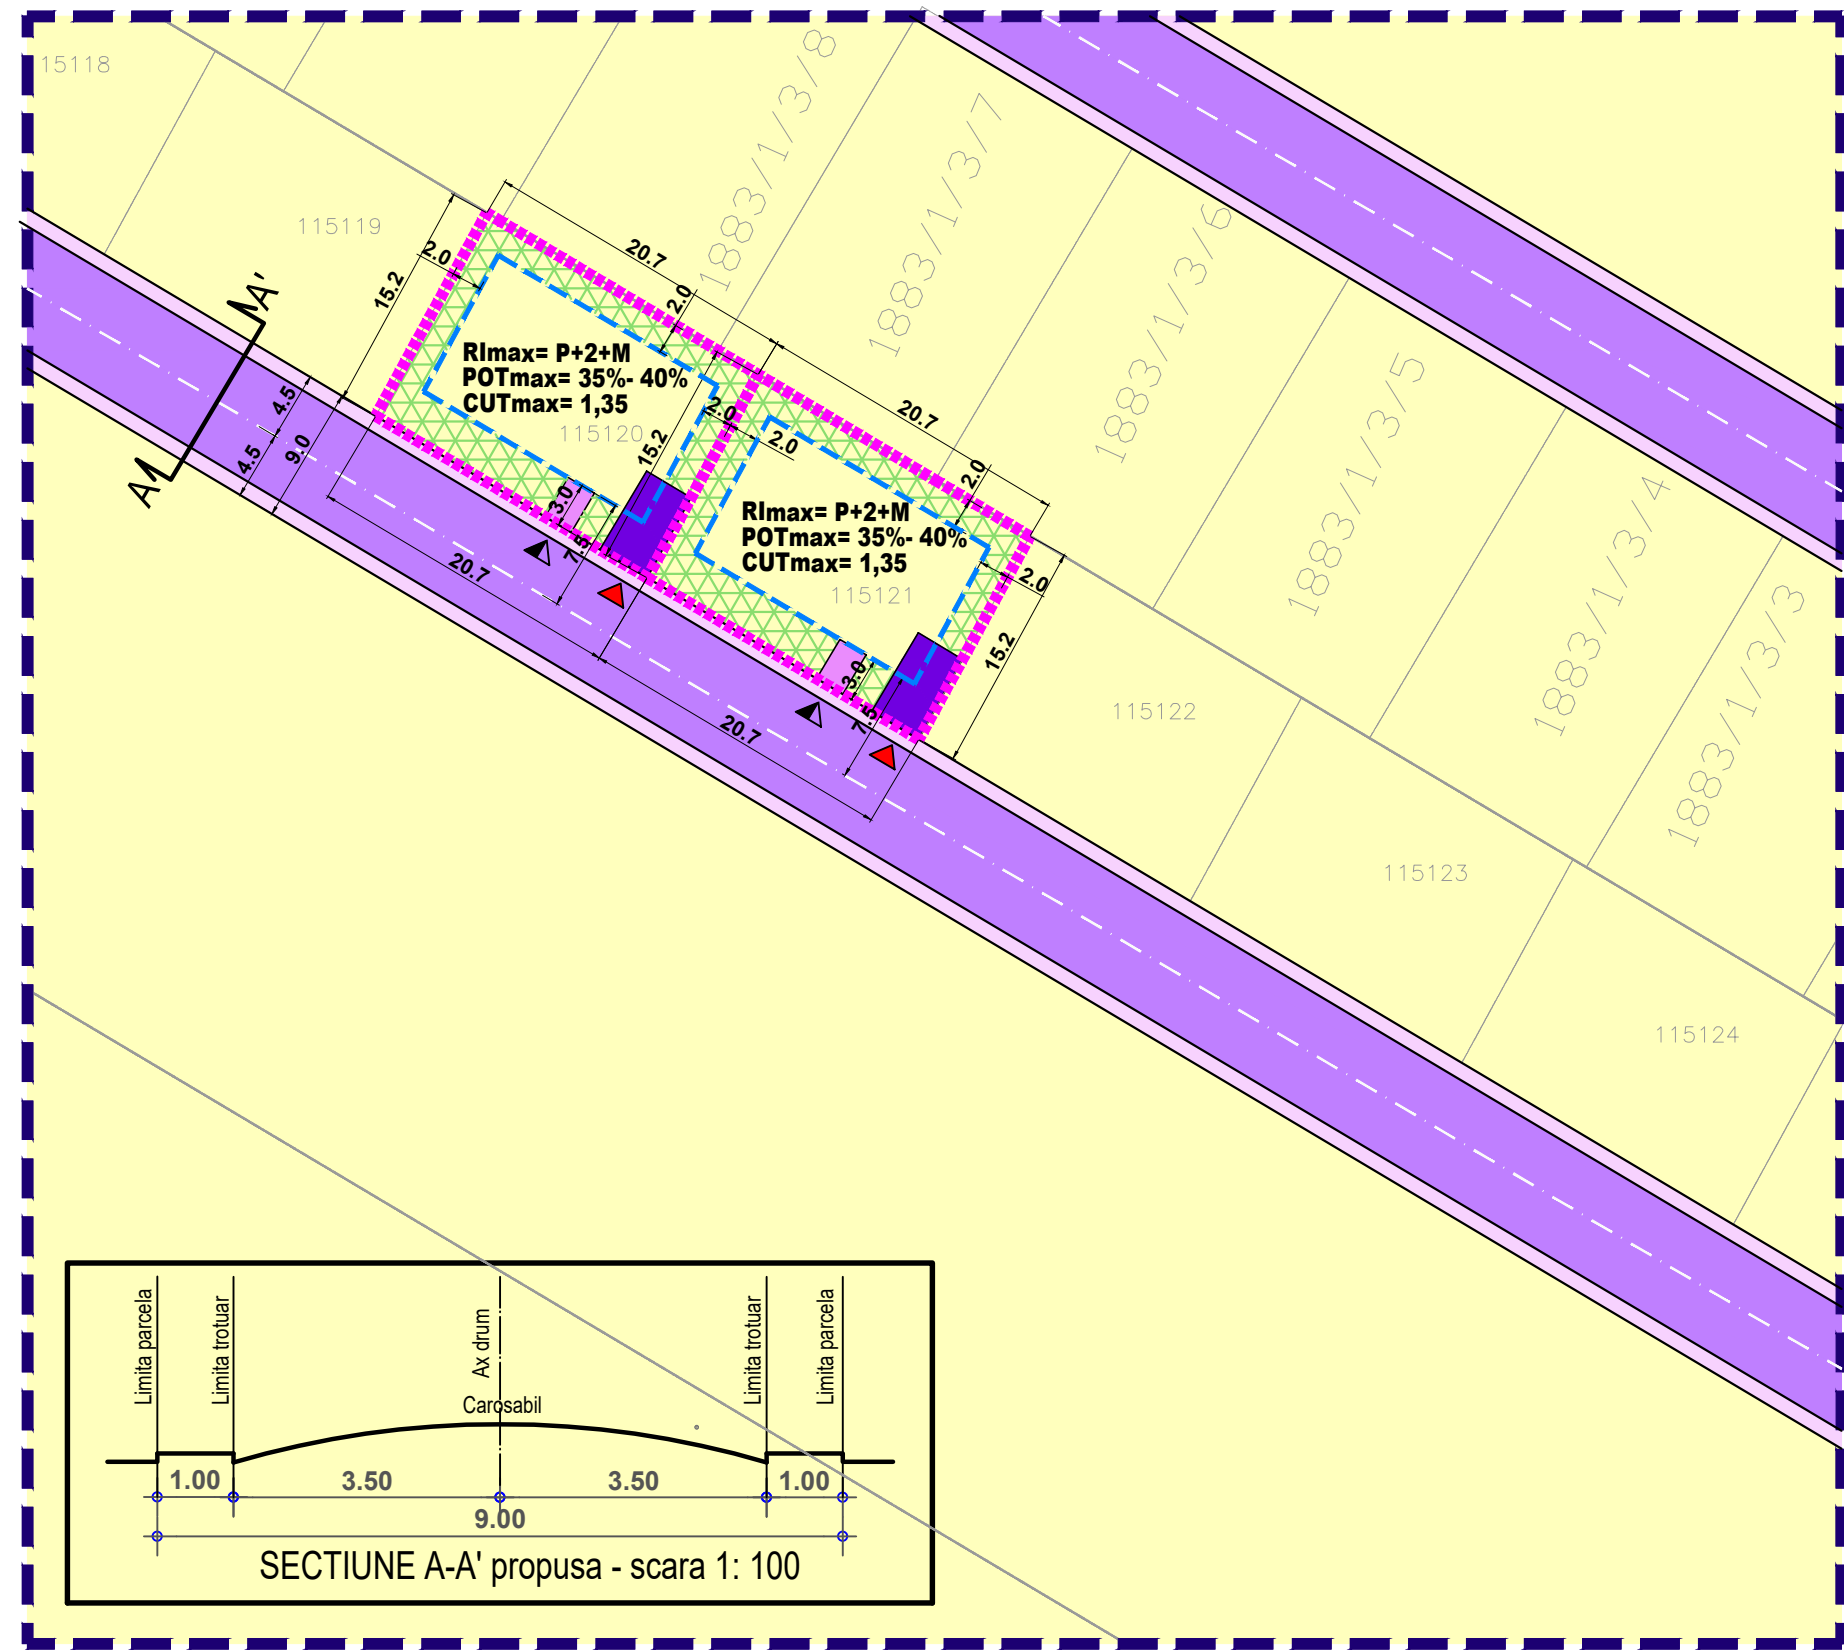 15118
1883/1/3/8
1883/1/3/7
1883/1/3/6
1883/1/3/5
1883/1/3/4
1883/1/3/3
115119
20.7
2.0
15.2
2.0
A'
A
4.5
4.5
9.0
RImax= P+2+M
POTmax= 35%- 40%
CUTmax= 1,35
115120
2.0
2.0
15.2
20.7
2.0
3.0
7.5
20.7
RImax= P+2+M
POTmax= 35%- 40%
CUTmax= 1,35
115121
2.0
15.2
3.0
7.5
20.7
115122
115123
115124
Limita parcela
Limita trotuar
Ax drum
Limita trotuar
Limita parcela
Carosabil
1.00
3.50
3.50
1.00
9.00
SECTIUNE A-A' propusa - scara 1: 100